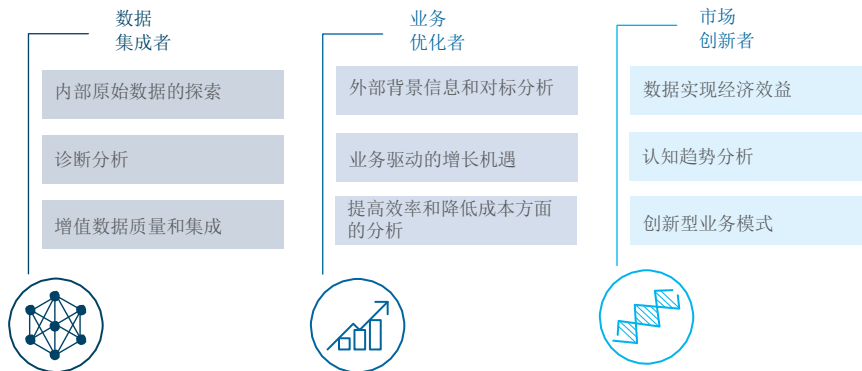 数据
集成者
内部原始数据的探索
诊断分析
增值数据质量和集成
业务
优化者
外部背景信息和对标分析
业务驱动的增长机遇
提高效率和降低成本方面
的分析
市场
创新者
数据实现经济效益
认知趋势分析
创新型业务模式